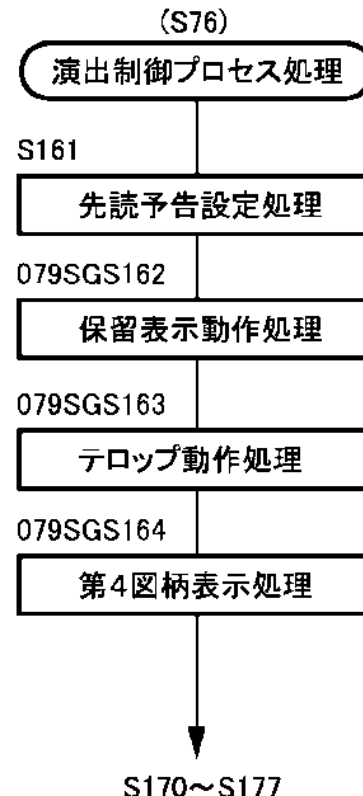 (S76)
演出制御プロセス処理
S161
先読予告設定処理
079SGS162
保留表示動作処理
079SGS163
テロップ動作処理
079SGS164
第4図柄表示処理
S170～S177